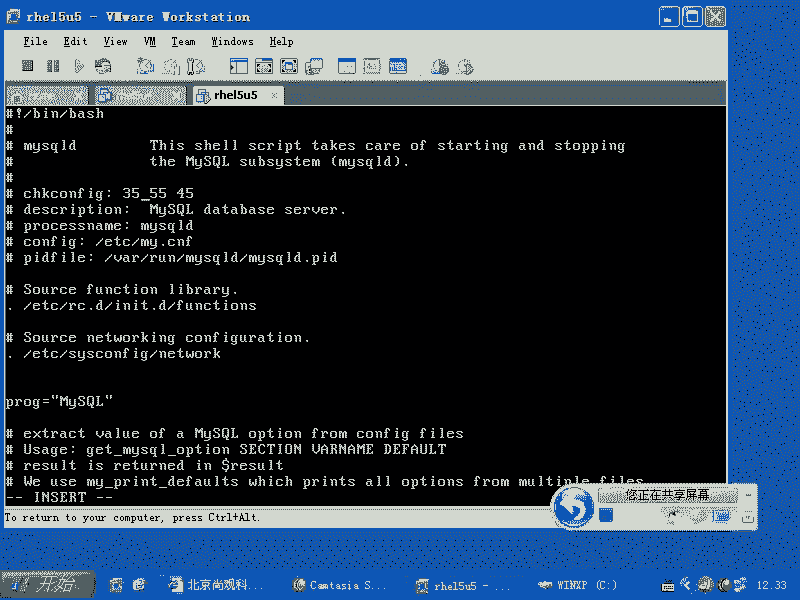 rhel5u5 - VMware Workstation
File Edit View VM Team Windows Help
rhel5u5
#!/bin/bash
#
# mysqld This shell script takes care of starting and stopping
# the MySQL subsystem (mysqld).
#
# chkconfig: 35_55 45
# description: MySQL database server.
# processname: mysqld
# config: /etc/my.cnf
# pidfile: /var/run/mysqld/mysqld.pid
# Source function library.
. /etc/rc.d/init.d/functions
# Source networking configuration.
. /etc/sysconfig/network
prog="MySQL"
# extract value of a MySQL option from config files
# Usage: get_mysql_option SECTION VARNAME DEFAULT
# result is returned in $result
# We use my_print_defaults which prints all options from multiple files
-- INSERT --
您正在共享屏幕
To return to your computer, press Ctrl+Alt.
开始 北京尚观科... Camtasia S... rhel5u5 - ... WINXP (C:) 12:33